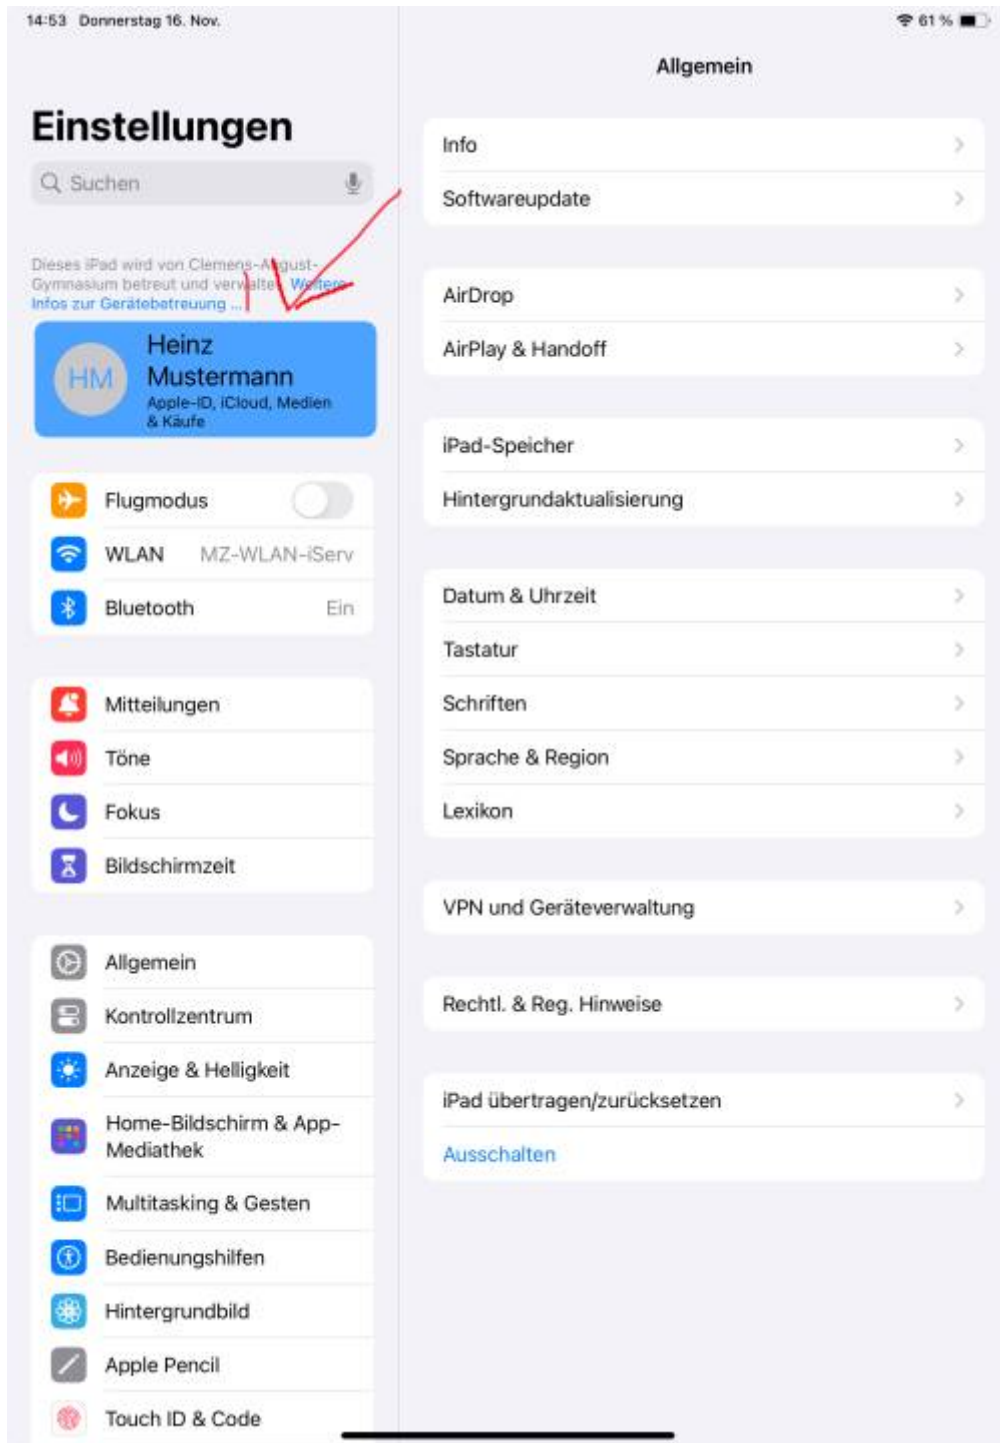 14:53 Donnerstag 16. Nov.
61 %
Einstellungen
Suchen
Dieses iPad wird von Clemens-August-
Gymnasium betreut und verwaltet. Weitere
Infos zur Gerätebetreuung ...
HM
Heinz
Mustermann
Apple-ID, iCloud, Medien
& Käufe
Flugmodus
WLAN MZ-WLAN-iServ
Bluetooth Ein
Mitteilungen
Töne
Fokus
Bildschirmzeit
Allgemein
Kontrollzentrum
Anzeige & Helligkeit
Home-Bildschirm & App-
Mediathek
Multitasking & Gesten
Bedienungshilfen
Hintergrundbild
Apple Pencil
Touch ID & Code
Allgemein
Info
Softwareupdate
AirDrop
AirPlay & Handoff
iPad-Speicher
Hintergrundaktualisierung
Datum & Uhrzeit
Tastatur
Schriften
Sprache & Region
Lexikon
VPN und Geräteverwaltung
Rechtl. & Reg. Hinweise
iPad übertragen/zurücksetzen
Ausschalten